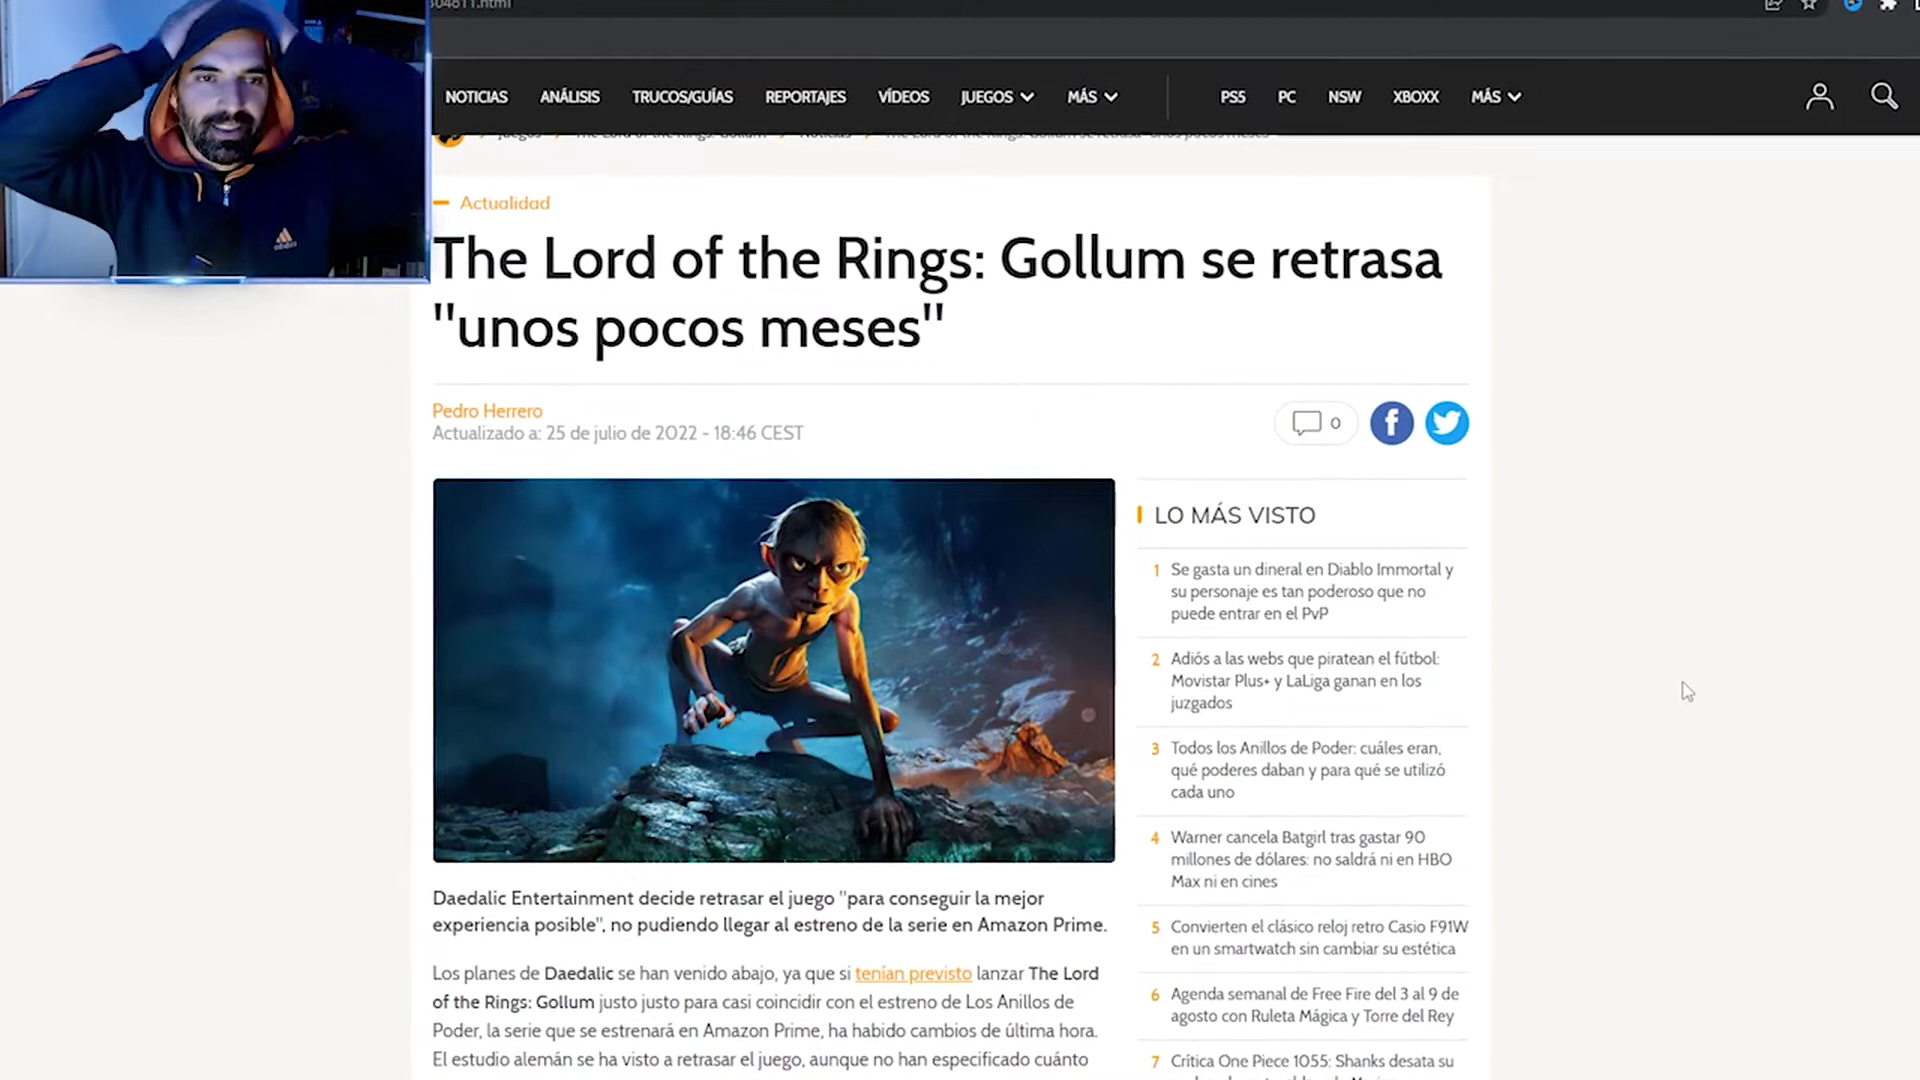 304811.html
NOTICIAS ANÁLISIS TRUCOS/GUÍAS REPORTAJES VÍDEOS JUEGOS MÁS PS5 PC NSW XBOXX MÁS
Juegos The Lord of the Rings: Gollum Noticias The Lord of the Rings: Gollum se retrasa "unos pocos meses"
adidas
Actualidad
The Lord of the Rings: Gollum se retrasa
"unos pocos meses"
Pedro Herrero
Actualizado a: 25 de julio de 2022 - 18:46 CEST
0
Daedalic Entertainment decide retrasar el juego "para conseguir la mejor
experiencia posible", no pudiendo llegar al estreno de la serie en Amazon Prime.
Los planes de Daedalic se han venido abajo, ya que si tenían previsto lanzar The Lord
of the Rings: Gollum justo justo para casi coincidir con el estreno de Los Anillos de
Poder, la serie que se estrenará en Amazon Prime, ha habido cambios de última hora.
El estudio alemán se ha visto a retrasar el juego, aunque no han especificado cuánto
LO MÁS VISTO
1 Se gasta un dineral en Diablo Immortal y
su personaje es tan poderoso que no
puede entrar en el PvP
2 Adiós a las webs que piratean el fútbol:
Movistar Plus+ y LaLiga ganan en los
juzgados
3 Todos los Anillos de Poder: cuáles eran,
qué poderes daban y para qué se utilizó
cada uno
4 Warner cancela Batgirl tras gastar 90
millones de dólares: no saldrá ni en HBO
Max ni en cines
5 Convierten el clásico reloj retro Casio F91W
en un smartwatch sin cambiar su estética
6 Agenda semanal de Free Fire del 3 al 9 de
agosto con Ruleta Mágica y Torre del Rey
7 Crítica One Piece 1055: Shanks desata su